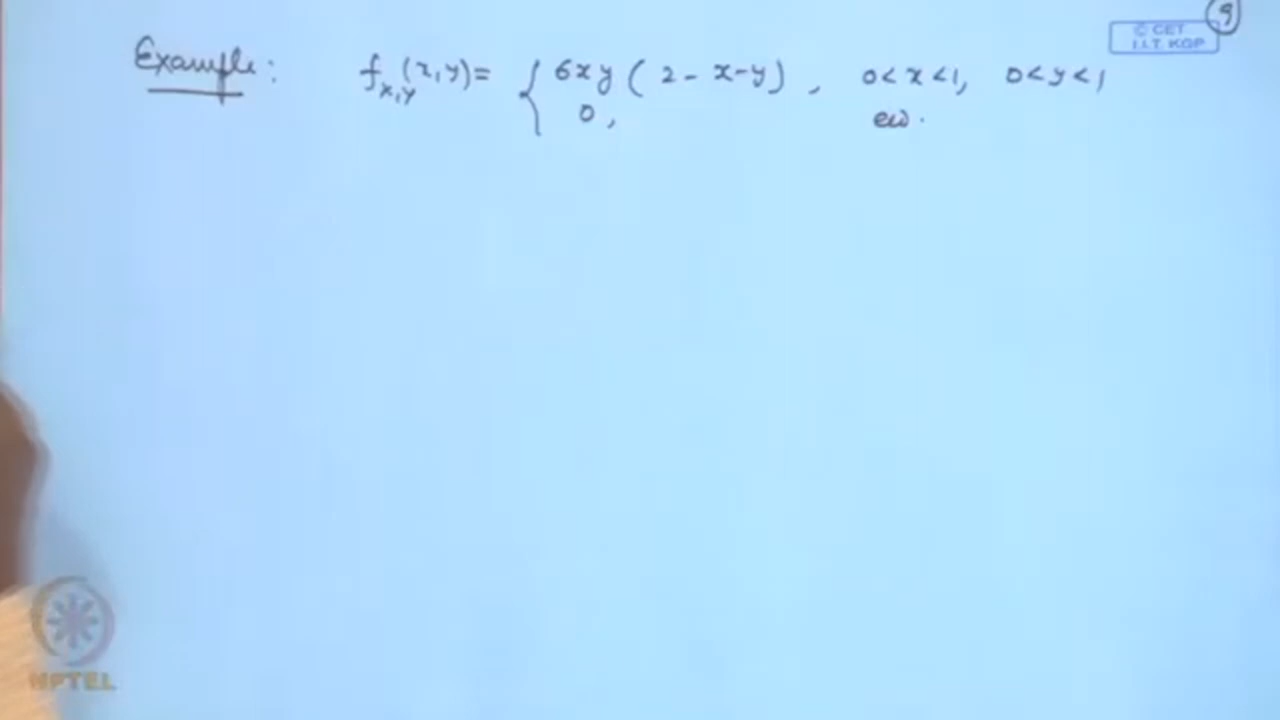 9
© CET
I.I.T. KGP
Example: f_{X,Y}(x,y) = { 6xy (2 - x-y) , 0<x<1, 0<y<1
0 , ew.
NPTEL